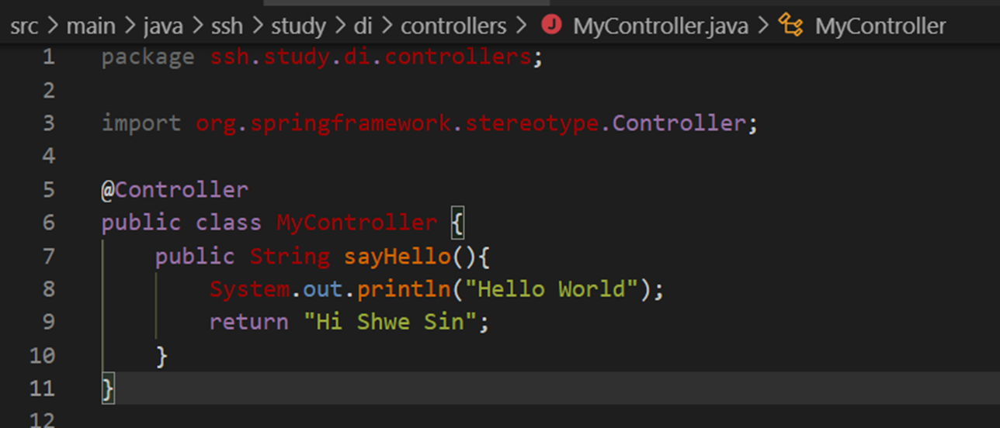 src > main > java > ssh > study > di > controllers > J MyController.java > MyController
1 package ssh.study.di.controllers;
2
3 import org.springframework.stereotype.Controller;
4
5 @Controller
6 public class MyController {
7     public String sayHello(){
8         System.out.println("Hello World");
9         return "Hi Shwe Sin";
10     }
11 }
12